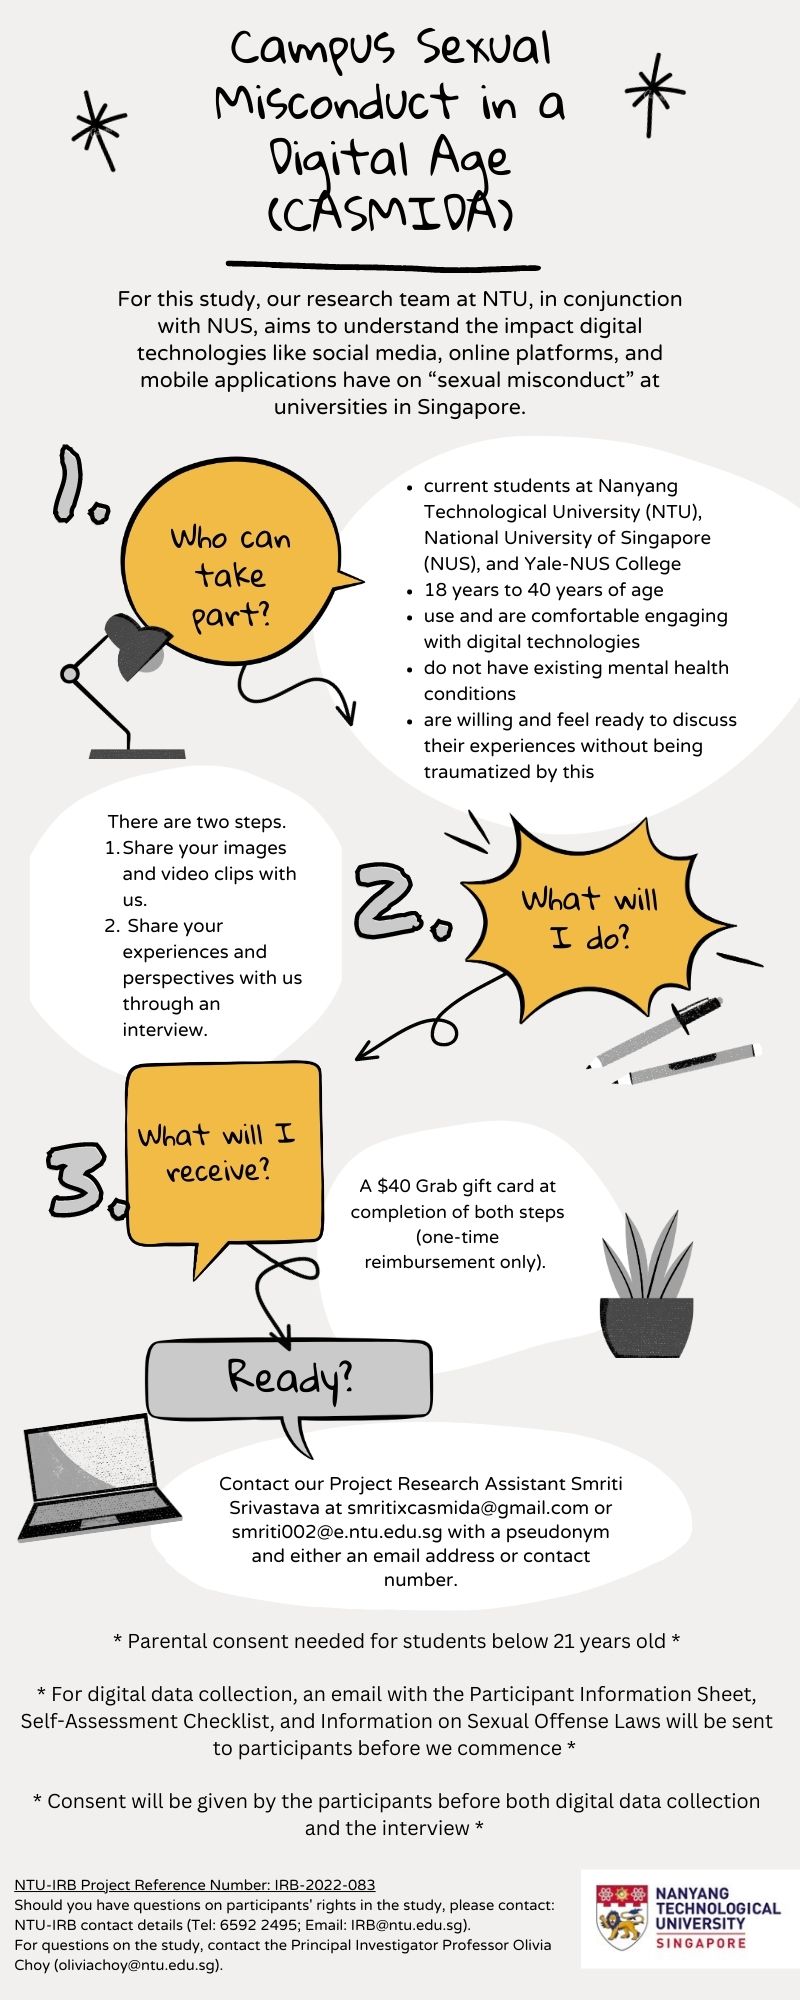 Campus Sexual
Misconduct in a
Digital Age
(CASMIDA)
For this study, our research team at NTU, in conjunction
with NUS, aims to understand the impact digital
technologies like social media, online platforms, and
mobile applications have on “sexual misconduct” at
universities in Singapore.
1.
Who can
take
part?
• current students at Nanyang
Technological University (NTU),
National University of Singapore
(NUS), and Yale-NUS College
• 18 years to 40 years of age
• use and are comfortable engaging
with digital technologies
• do not have existing mental health
conditions
• are willing and feel ready to discuss
their experiences without being
traumatized by this
2.
What will
I do?
There are two steps.
1. Share your images
and video clips with
us.
2. Share your
experiences and
perspectives with us
through an
interview.
3.
What will I
receive?
A $40 Grab gift card at
completion of both steps
(one-time
reimbursement only).
Ready?
Contact our Project Research Assistant Smriti
Srivastava at smritixcasmida@gmail.com or
smriti002@e.ntu.edu.sg with a pseudonym
and either an email address or contact
number.
* Parental consent needed for students below 21 years old *
* For digital data collection, an email with the Participant Information Sheet,
Self-Assessment Checklist, and Information on Sexual Offense Laws will be sent
to participants before we commence *
* Consent will be given by the participants before both digital data collection
and the interview *
NTU-IRB Project Reference Number: IRB-2022-083
Should you have questions on participants' rights in the study, please contact:
NTU-IRB contact details (Tel: 6592 2495; Email: IRB@ntu.edu.sg).
For questions on the study, contact the Principal Investigator Professor Olivia
Choy (oliviachoy@ntu.edu.sg).
NANYANG
TECHNOLOGICAL
UNIVERSITY
SINGAPORE